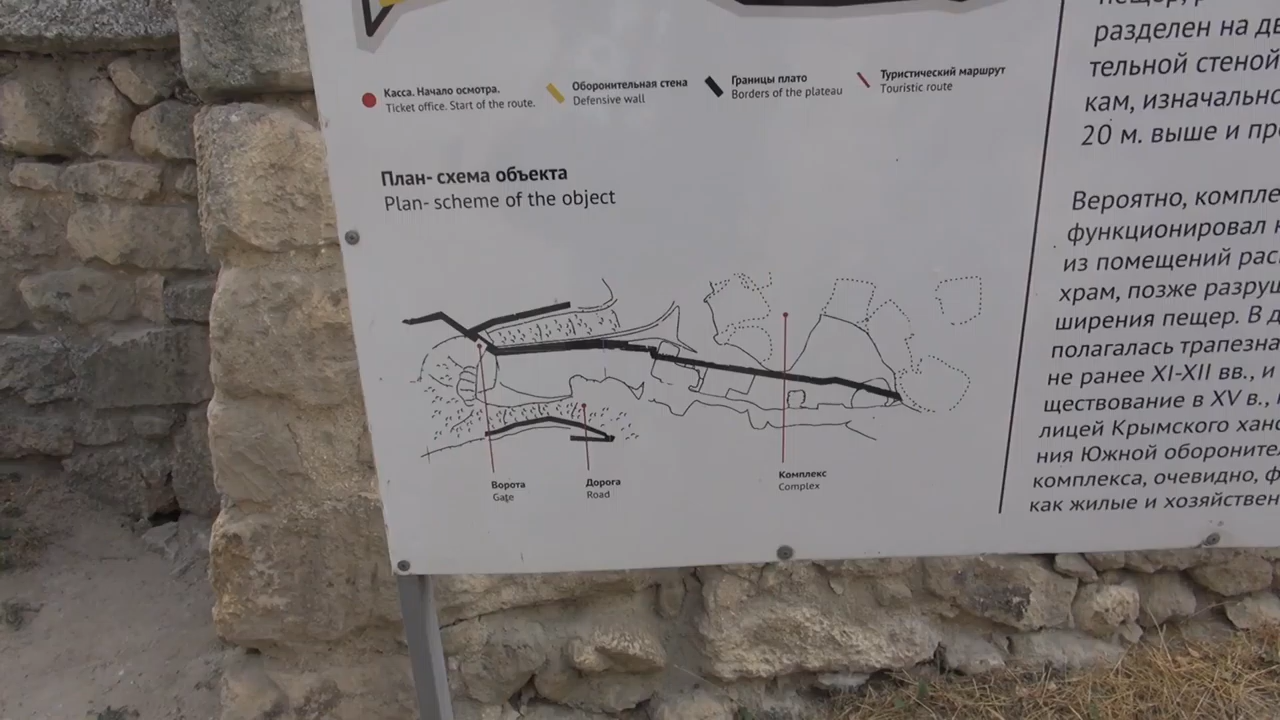 Касса. Начало осмотра.
Ticket office. Start of the route.
Оборонительная стена
Defensive wall
Границы плато
Borders of the plateau
Туристический маршрут
Touristic route
План- схема объекта
Plan- scheme of the object
Ворота
Gate
Дорога
Road
Комплекс
Complex
разделен на дв
тельной стеной
кам, изначально
20 м. выше и пр
Вероятно, компле
функционировал
из помещений рас
храм, позже разруш
ширения пещер. В д
полагалась трапезна
не ранее XI-XII вв., и
ществование в XV в.,
лицей Крымского ханс
ния Южной оборонител
комплекса, очевидно, ф
как жилые и хозяйствен